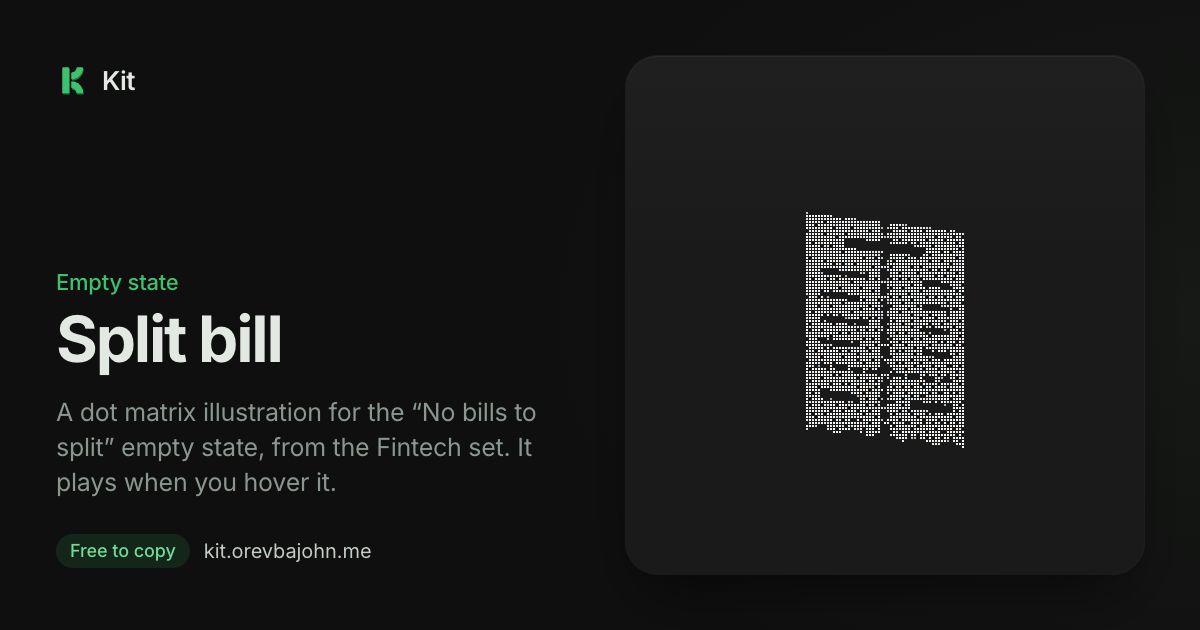 Kit
Empty state
Split bill
A dot matrix illustration for the “No bills to
split” empty state, from the Fintech set. It
plays when you hover it.
Free to copy
kit.orevbajohn.me